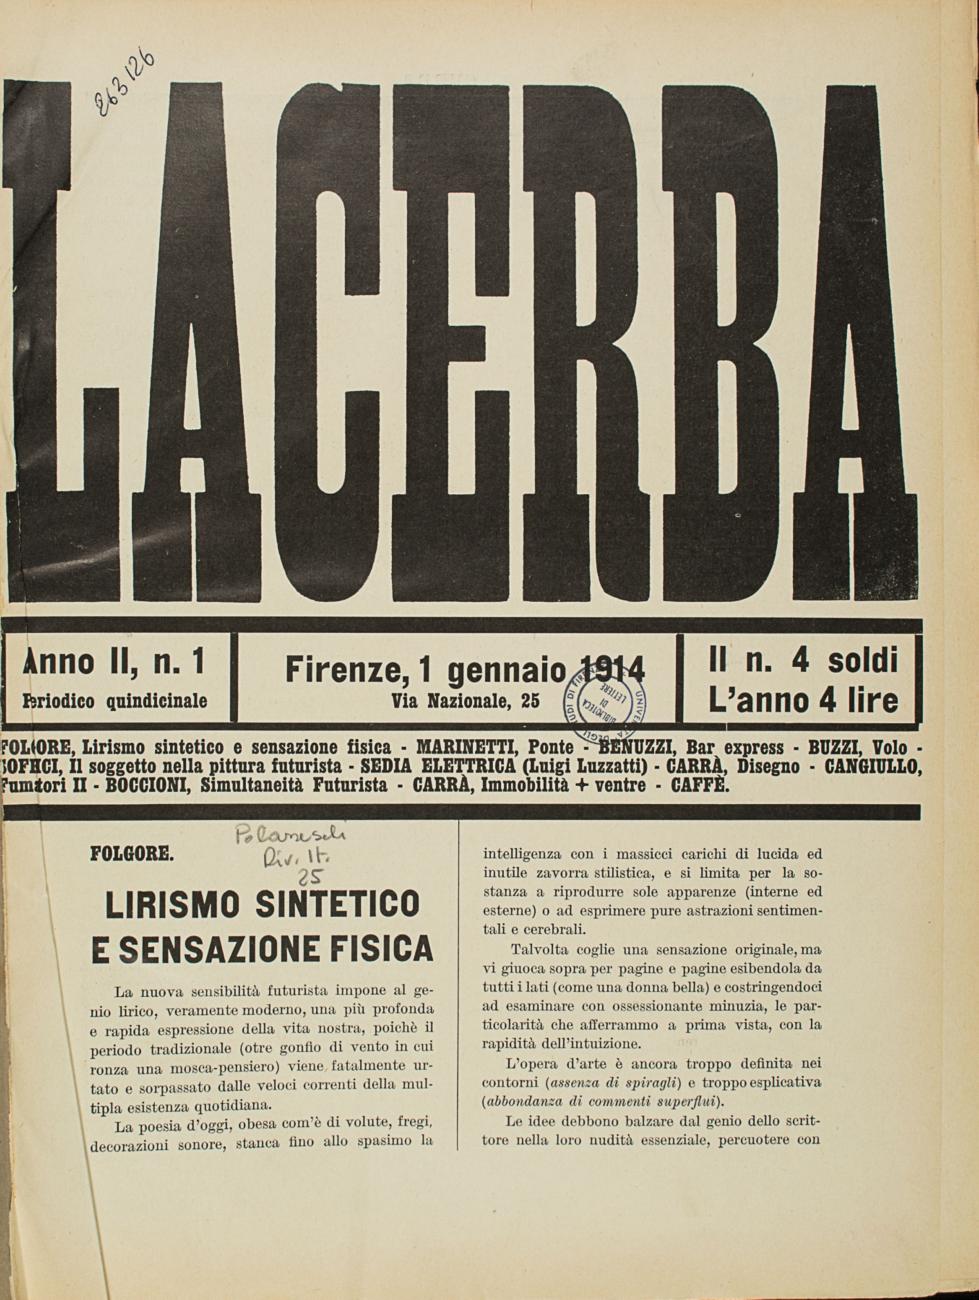 263126
LACERBA
Anno II, n. 1
Periodico quindicinale
Firenze, 1 gennaio 1914
Via Nazionale, 25
Il n. 4 soldi
L'anno 4 lire
UNIVERSITÀ DEGLI STUDI DI FIRENZE
BIBLIOTECA
DI
LETTERE
FOLGORE, Lirismo sintetico e sensazione fisica - MARINETTI, Ponte - BENUZZI, Bar express - BUZZI, Volo -
SOFFICI, Il soggetto nella pittura futurista - SEDIA ELETTRICA (Luigi Luzzatti) - CARRÀ, Disegno - CANGIULLO,
Fumatori II - BOCCIONI, Simultaneità Futurista - CARRÀ, Immobilità + ventre - CAFFÈ.
Riv. It.
25
FOLGORE.
LIRISMO SINTETICO
E SENSAZIONE FISICA
La nuova sensibilità futurista impone al ge-
nio lirico, veramente moderno, una più profonda
e rapida espressione della vita nostra, poichè il
periodo tradizionale (otre gonfio di vento in cui
ronza una mosca-pensiero) viene fatalmente ur-
tato e sorpassato dalle veloci correnti della mul-
tipla esistenza quotidiana.
La poesia d'oggi, obesa com'è di volute, fregi,
decorazioni sonore, stanca fino allo spasimo la
intelligenza con i massicci carichi di lucida ed
inutile zavorra stilistica, e si limita per la so-
stanza a riprodurre sole apparenze (interne ed
esterne) o ad esprimere pure astrazioni sentimen-
tali e cerebrali.
Talvolta coglie una sensazione originale, ma
vi giuoca sopra per pagine e pagine esibendola da
tutti i lati (come una donna bella) e costringendoci
ad esaminare con ossessionante minuzia, le par-
ticolarità che afferrammo a prima vista, con la
rapidità dell'intuizione.
L'opera d'arte è ancora troppo definita nei
contorni (assenza di spiragli) e troppo esplicativa
(abbondanza di commenti superflui).
Le idee debbono balzare dal genio dello scrit-
tore nella loro nudità essenziale, percuotere con